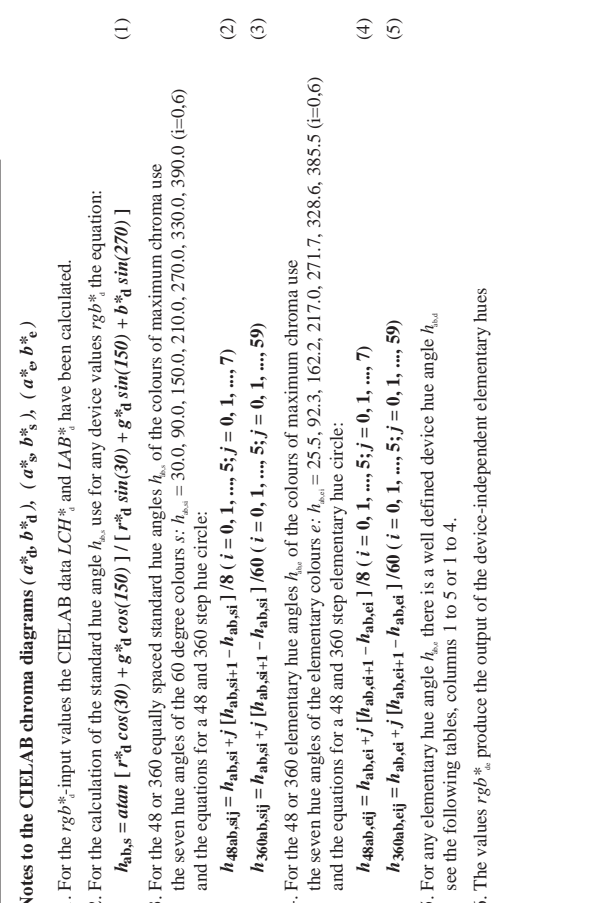 Notes to the CIELAB chroma diagrams ( a*d, b*d ), ( a*s, b*s ), ( a*e, b*e )
. For the rgb*d-input values the CIELAB data LCH*d and LAB*d have been calculated.
2. For the calculation of the standard hue angle hab,s use for any device values rgb*d the equation:
hab,s = atan [ r*d cos(30) + g*d cos(150) ] / [ r*d sin(30) + g*d sin(150) + b*d sin(270) ] (1)
3. For the 48 or 360 equally spaced standard hue angles hab,s of the colours of maximum chroma use
the seven hue angles of the 60 degree colours s: hab,si = 30.0, 90.0, 150.0, 210.0, 270.0, 330.0, 390.0 (i=0,6)
and the equations for a 48 and 360 step hue circle:
h48ab,sij = hab,si +j [hab,si+1 − hab,si ] /8 ( i = 0, 1, ..., 5; j = 0, 1, ..., 7) (2)
h360ab,sij = hab,si +j [hab,si+1 − hab,si ] /60 ( i = 0, 1, ..., 5; j = 0, 1, ..., 59) (3)
. For the 48 or 360 elementary hue angles hab,e of the colours of maximum chroma use
the seven hue angles of the elementary colours e: hab,ei = 25.5, 92.3, 162.2, 217.0, 271.7, 328.6, 385.5 (i=0,6)
and the equations for a 48 and 360 step elementary hue circle:
h48ab,eij = hab,ei +j [hab,ei+1 − hab,ei ] /8 ( i = 0, 1, ..., 5; j = 0, 1, ..., 7) (4)
h360ab,eij = hab,ei +j [hab,ei+1 − hab,ei ] /60 ( i = 0, 1, ..., 5; j = 0, 1, ..., 59) (5)
5. For any elementary hue angle hab,e there is a well defined device hue angle hab,d
see the following tables, columns 1 to 5 or 1 to 4.
6. The values rgb*de produce the output of the device-independent elementary hues